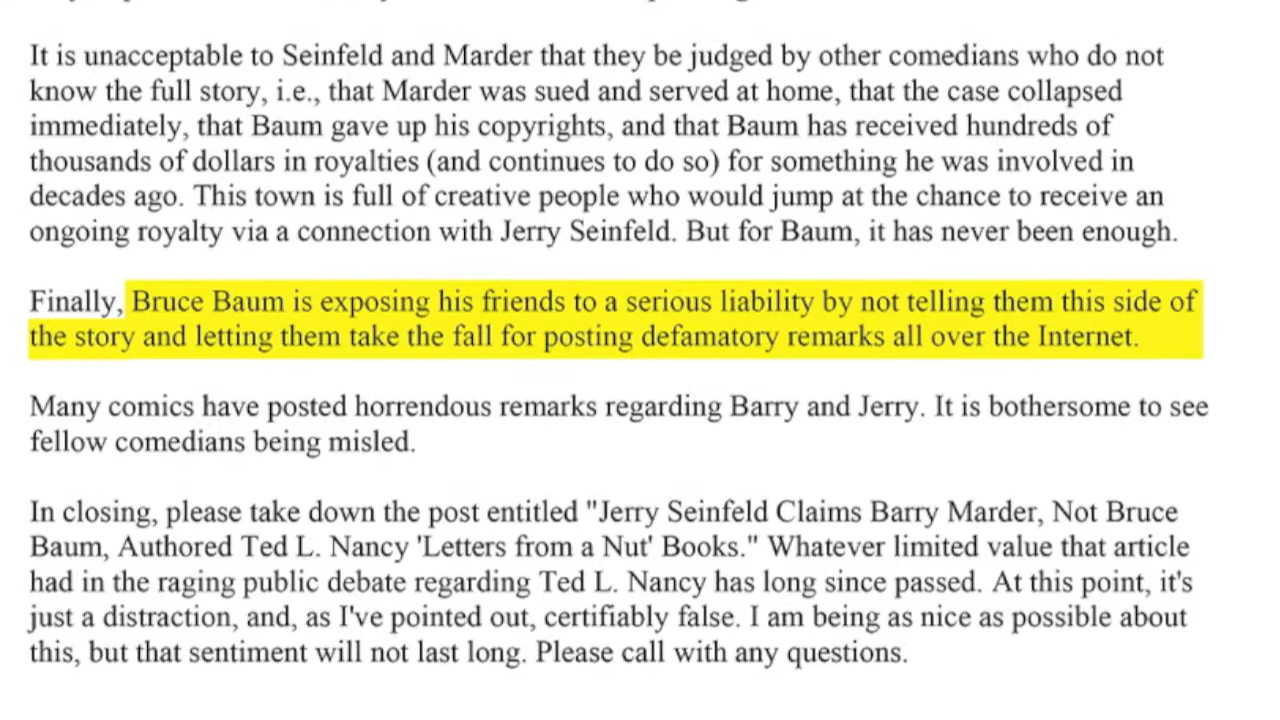 It is unacceptable to Seinfeld and Marder that they be judged by other comedians who do not
know the full story, i.e., that Marder was sued and served at home, that the case collapsed
immediately, that Baum gave up his copyrights, and that Baum has received hundreds of
thousands of dollars in royalties (and continues to do so) for something he was involved in
decades ago. This town is full of creative people who would jump at the chance to receive an
ongoing royalty via a connection with Jerry Seinfeld. But for Baum, it has never been enough.
Finally, Bruce Baum is exposing his friends to a serious liability by not telling them this side of
the story and letting them take the fall for posting defamatory remarks all over the Internet.
Many comics have posted horrendous remarks regarding Barry and Jerry. It is bothersome to see
fellow comedians being misled.
In closing, please take down the post entitled "Jerry Seinfeld Claims Barry Marder, Not Bruce
Baum, Authored Ted L. Nancy 'Letters from a Nut' Books." Whatever limited value that article
had in the raging public debate regarding Ted L. Nancy has long since passed. At this point, it's
just a distraction, and, as I've pointed out, certifiably false. I am being as nice as possible about
this, but that sentiment will not last long. Please call with any questions.